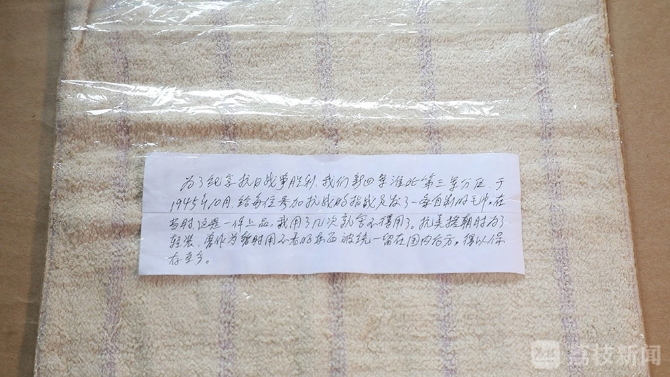 为了纪念抗日战争胜利,我们新四军淮北第三军分区,于
1945年10月给每位参加抗战的指战员发了一条自制的毛巾。在
当时这是一件上品,我用了几次就舍不得用了。抗美援朝时为了
轻装,带作为暂时用不着的东西被统一留在国内后方,得以保
存至今。
荔枝新闻